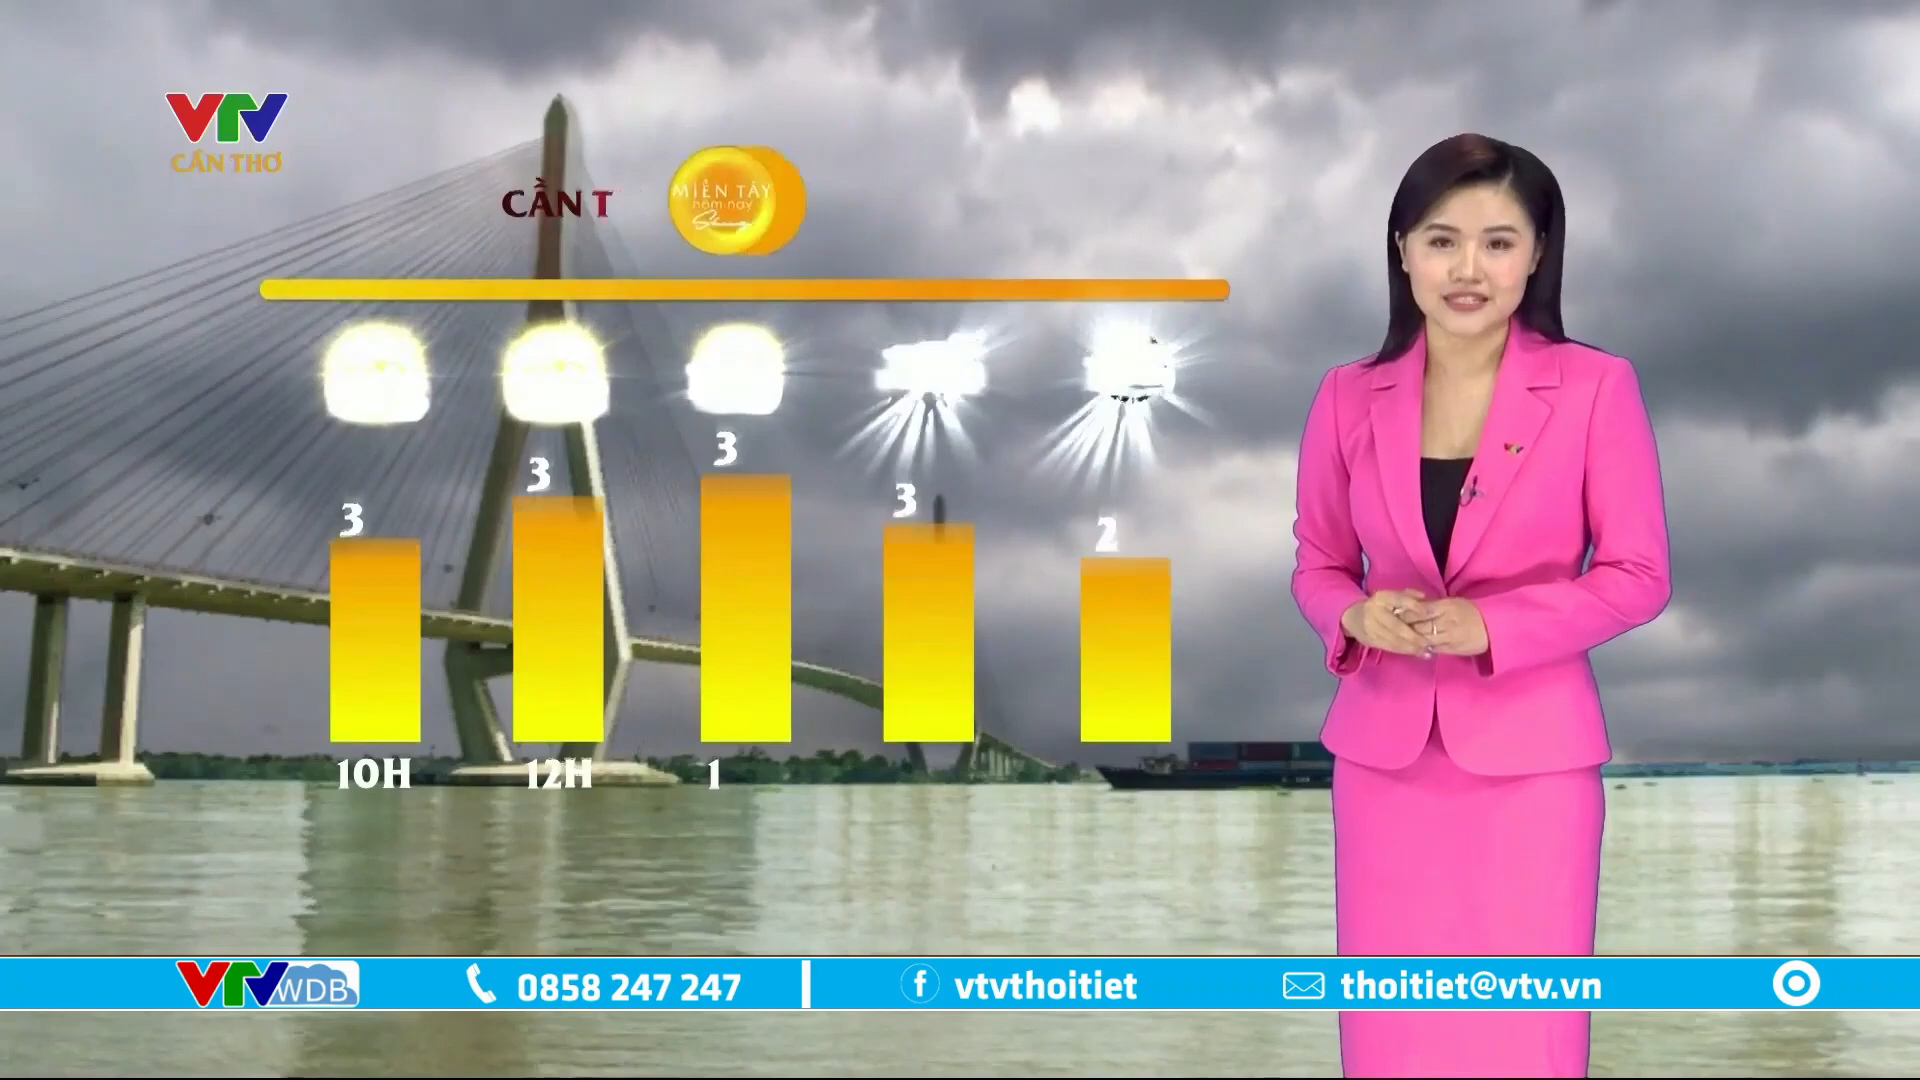 VTV
CẦN THƠ
CẦN T
MIỀN TÂY
hôm nay
3
3
3
3
2
10H
12H
1
VTV WDB
0858 247 247
vtvthoitiet
thoitiet@vtv.vn